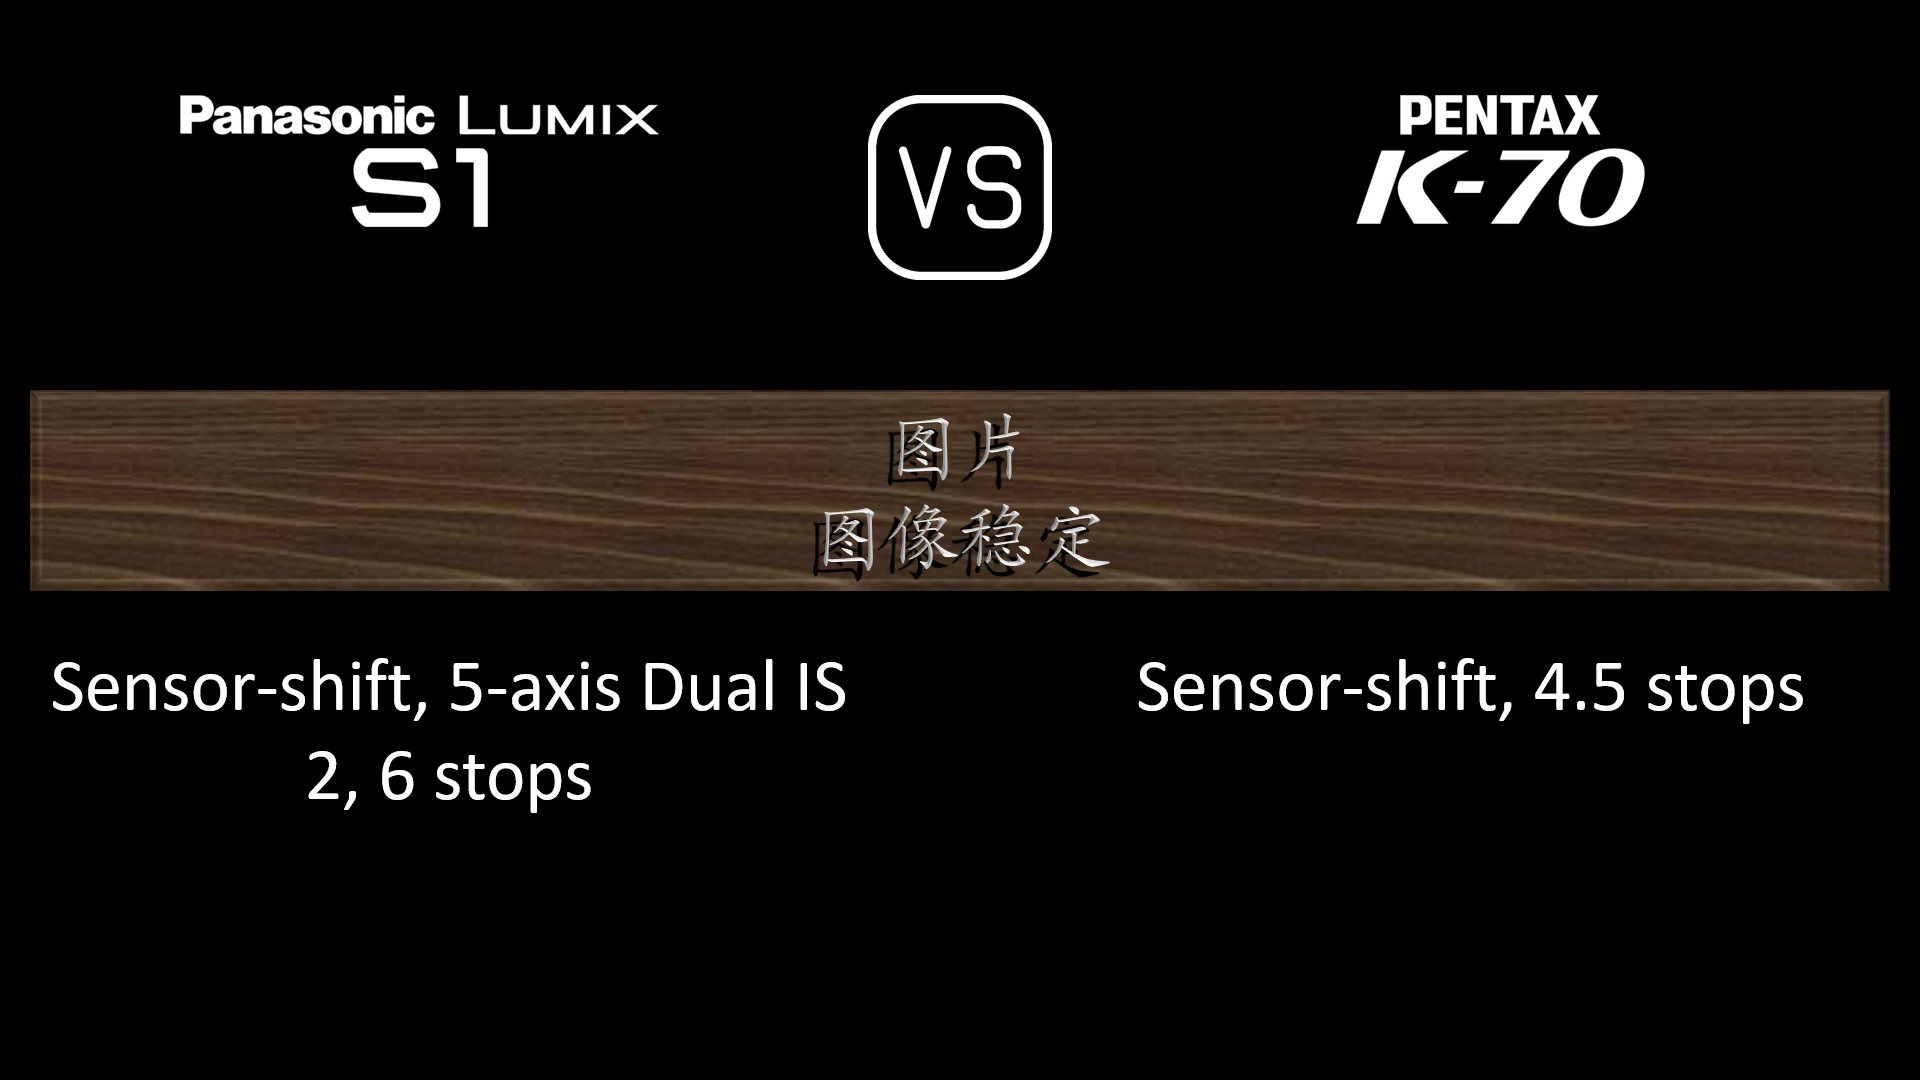 Panasonic LUMIX
S1
VS
PENTAX
K-70
图片
图像稳定
Sensor-shift, 5-axis Dual IS
2, 6 stops
Sensor-shift, 4.5 stops